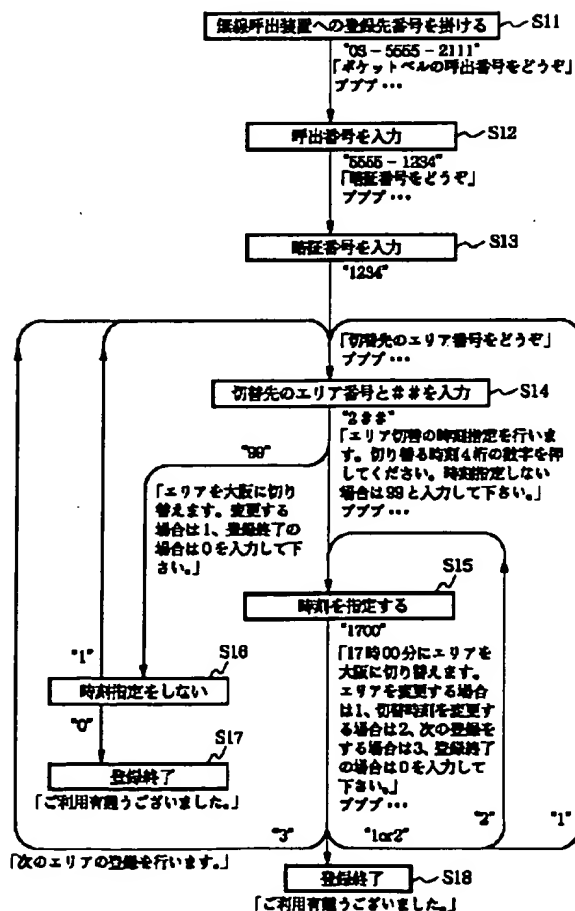 無線呼出装置への登録先番号を掛ける
S11
"03-5555-2111"
「ポケットベルの呼出番号をどうぞ」
プププ・・・
呼出番号を入力
S12
"5555-1234"
「暗証番号をどうぞ」
プププ・・・
暗証番号を入力
S13
"1234"
「切替先のエリア番号をどうぞ」
プププ・・・
切替先のエリア番号と##を入力
S14
"2##"
「エリア切替の時刻指定を行いま
す。切り替る時刻4桁の数字を押
してください。時刻指定しない
場合は99と入力して下さい。」
プププ・・・
"99"
「エリアを大阪に切り
替えます。変更する
場合は1、登録終了の
場合は0を入力して下
さい。」
S15
時刻を指定する
"1700"
「17時00分にエリアを
大阪に切り替えます。
エリアを変更する場合
は1、切替時刻を変更す
る場合は2、次の登録を
する場合は3、登録終了
の場合は0を入力して
下さい。」
プププ・・・
"1"
S16
時刻指定をしない
"0"
S17
登録終了
「ご利用有難うございました。」
"3"
"1or2"
"2"
"1"
「次のエリアの登録を行います。」
登録終了
S18
「ご利用有難うございました。」